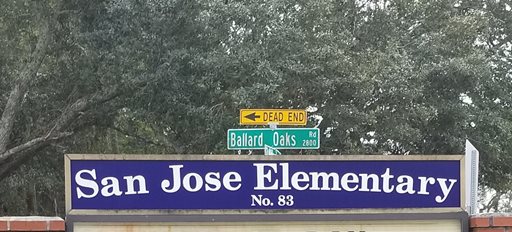 DEAD END
Ballard Oaks Rd
2800
San Jose Elementary
No. 83